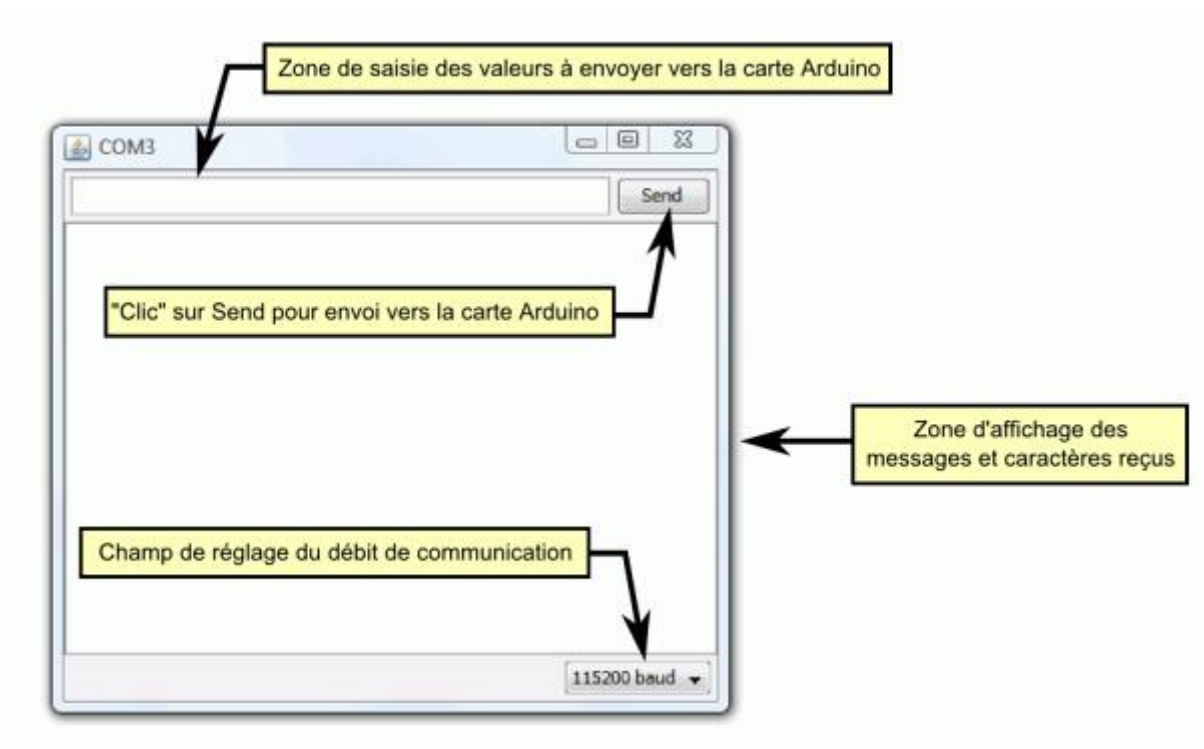 Zone de saisie des valeurs à envoyer vers la carte Arduino
COM3
Send
"Clic" sur Send pour envoi vers la carte Arduino
Zone d'affichage des
messages et caractères reçus
Champ de réglage du débit de communication
115200 baud